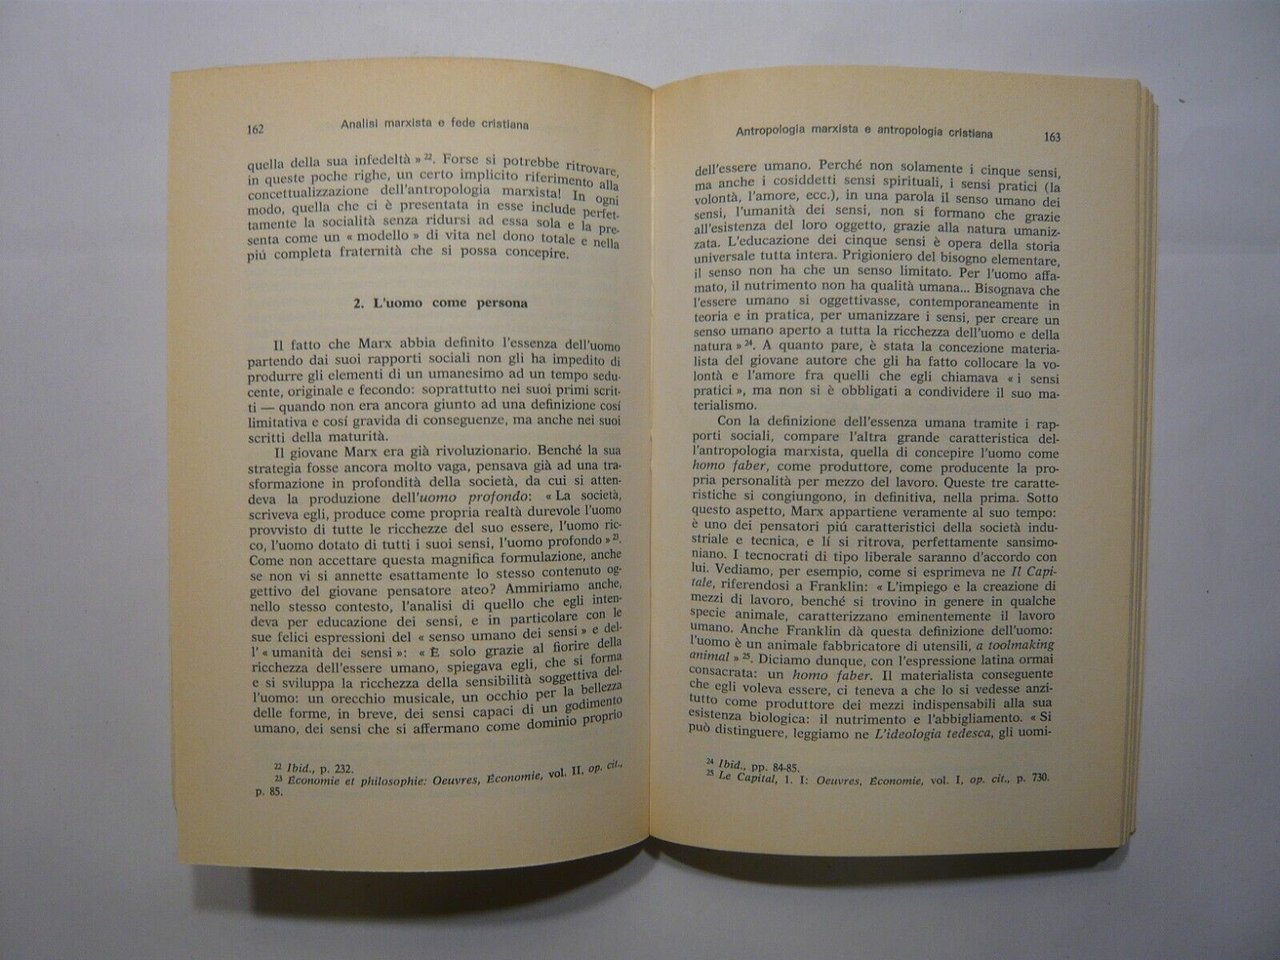 162
Analisi marxista e fede cristiana
quella della sua infedeltà » 22. Forse si potrebbe ritrovare,
in queste poche righe, un certo implicito riferimento alla
concettualizzazione dell'antropologia marxista! In ogni
modo, quella che ci è presentata in esse include perfet-
tamente la socialità senza ridursi ad essa sola e la pre-
senta come un « modello » di vita nel dono totale e nella
piú completa fraternità che si possa concepire.
2. L'uomo come persona
Il fatto che Marx abbia definito l'essenza dell'uomo
partendo dai suoi rapporti sociali non gli ha impedito di
produrre gli elementi di un umanesimo ad un tempo sedu-
cente, originale e fecondo: soprattutto nei suoi primi scrit-
ti — quando non era ancora giunto ad una definizione cosí
limitativa e cosí gravida di conseguenze, ma anche nei suoi
scritti della maturità.
Il giovane Marx era già rivoluzionario. Benché la sua
strategia fosse ancora molto vaga, pensava già ad una tra-
sformazione in profondità della società, da cui si atten-
deva la produzione dell'uomo profondo: « La società,
scriveva egli, produce come propria realtà durevole l'uomo
provvisto di tutte le ricchezze del suo essere, l'uomo ric-
co, l'uomo dotato di tutti i suoi sensi, l'uomo profondo » 23.
Come non accettare questa magnifica formulazione, anche
se non vi si annette esattamente lo stesso contenuto og-
gettivo del giovane pensatore ateo? Ammiriamo anche,
nello stesso contesto, l'analisi di quello che egli inten-
deva per educazione dei sensi, e in particolare con le
sue felici espressioni del « senso umano dei sensi » e del-
l'« umanità dei sensi »: « È solo grazie al fiorire della
ricchezza dell'essere umano, spiegava egli, che si forma
e si sviluppa la ricchezza della sensibilità soggettiva del-
l'uomo: un orecchio musicale, un occhio per la bellezza
delle forme, in breve, dei sensi capaci di un godimento
umano, dei sensi che si affermano come dominio proprio
22 Ibid., p. 232.
23 Économie et philosophie: Oeuvres, Économie, vol. II, op. cit.,
p. 85.
Antropologia marxista e antropologia cristiana
163
dell'essere umano. Perché non solamente i cinque sensi,
ma anche i cosiddetti sensi spirituali, i sensi pratici (la
volontà, l'amore, ecc.), in una parola il senso umano dei
sensi, l'umanità dei sensi, non si formano che grazie
all'esistenza del loro oggetto, grazie alla natura umaniz-
zata. L'educazione dei cinque sensi è opera della storia
universale tutta intera. Prigioniero del bisogno elementare,
il senso non ha che un senso limitato. Per l'uomo affa-
mato, il nutrimento non ha qualità umana... Bisognava che
l'essere umano si oggettivasse, contemporaneamente in
teoria e in pratica, per umanizzare i sensi, per creare un
senso umano aperto a tutta la ricchezza dell'uomo e della
natura » 24. A quanto pare, è stata la concezione materia-
lista del giovane autore che gli ha fatto collocare la vo-
lontà e l'amore fra quelli che egli chiamava « i sensi
pratici », ma non si è obbligati a condividere il suo ma-
terialismo.
Con la definizione dell'essenza umana tramite i rap-
porti sociali, compare l'altra grande caratteristica del-
l'antropologia marxista, quella di concepire l'uomo come
homo faber, come produttore, come producente la pro-
pria personalità per mezzo del lavoro. Queste tre caratte-
ristiche si congiungono, in definitiva, nella prima. Sotto
questo aspetto, Marx appartiene veramente al suo tempo:
è uno dei pensatori piú caratteristici della società indu-
striale e tecnica, e lí si ritrova, perfettamente sansimo-
niano. I tecnocrati di tipo liberale saranno d'accordo con
lui. Vediamo, per esempio, come si esprimeva ne Il Capi-
tale, riferendosi a Franklin: « L'impiego e la creazione di
mezzi di lavoro, benché si trovino in genere in qualche
specie animale, caratterizzano eminentemente il lavoro
umano. Anche Franklin dà questa definizione dell'uomo:
l'uomo è un animale fabbricatore di utensili, a toolmaking
animal » 25. Diciamo dunque, con l'espressione latina ormai
consacrata: un homo faber. Il materialista conseguente
che egli voleva essere, ci teneva a che lo si vedesse anzi-
tutto come produttore dei mezzi indispensabili alla sua
esistenza biologica: il nutrimento e l'abbigliamento. « Si
può distinguere, leggiamo ne L'ideologia tedesca, gli uomi-
24 Ibid., pp. 84-85.
25 Le Capital, l. I: Oeuvres, Économie, vol. I, op. cit., p. 730.